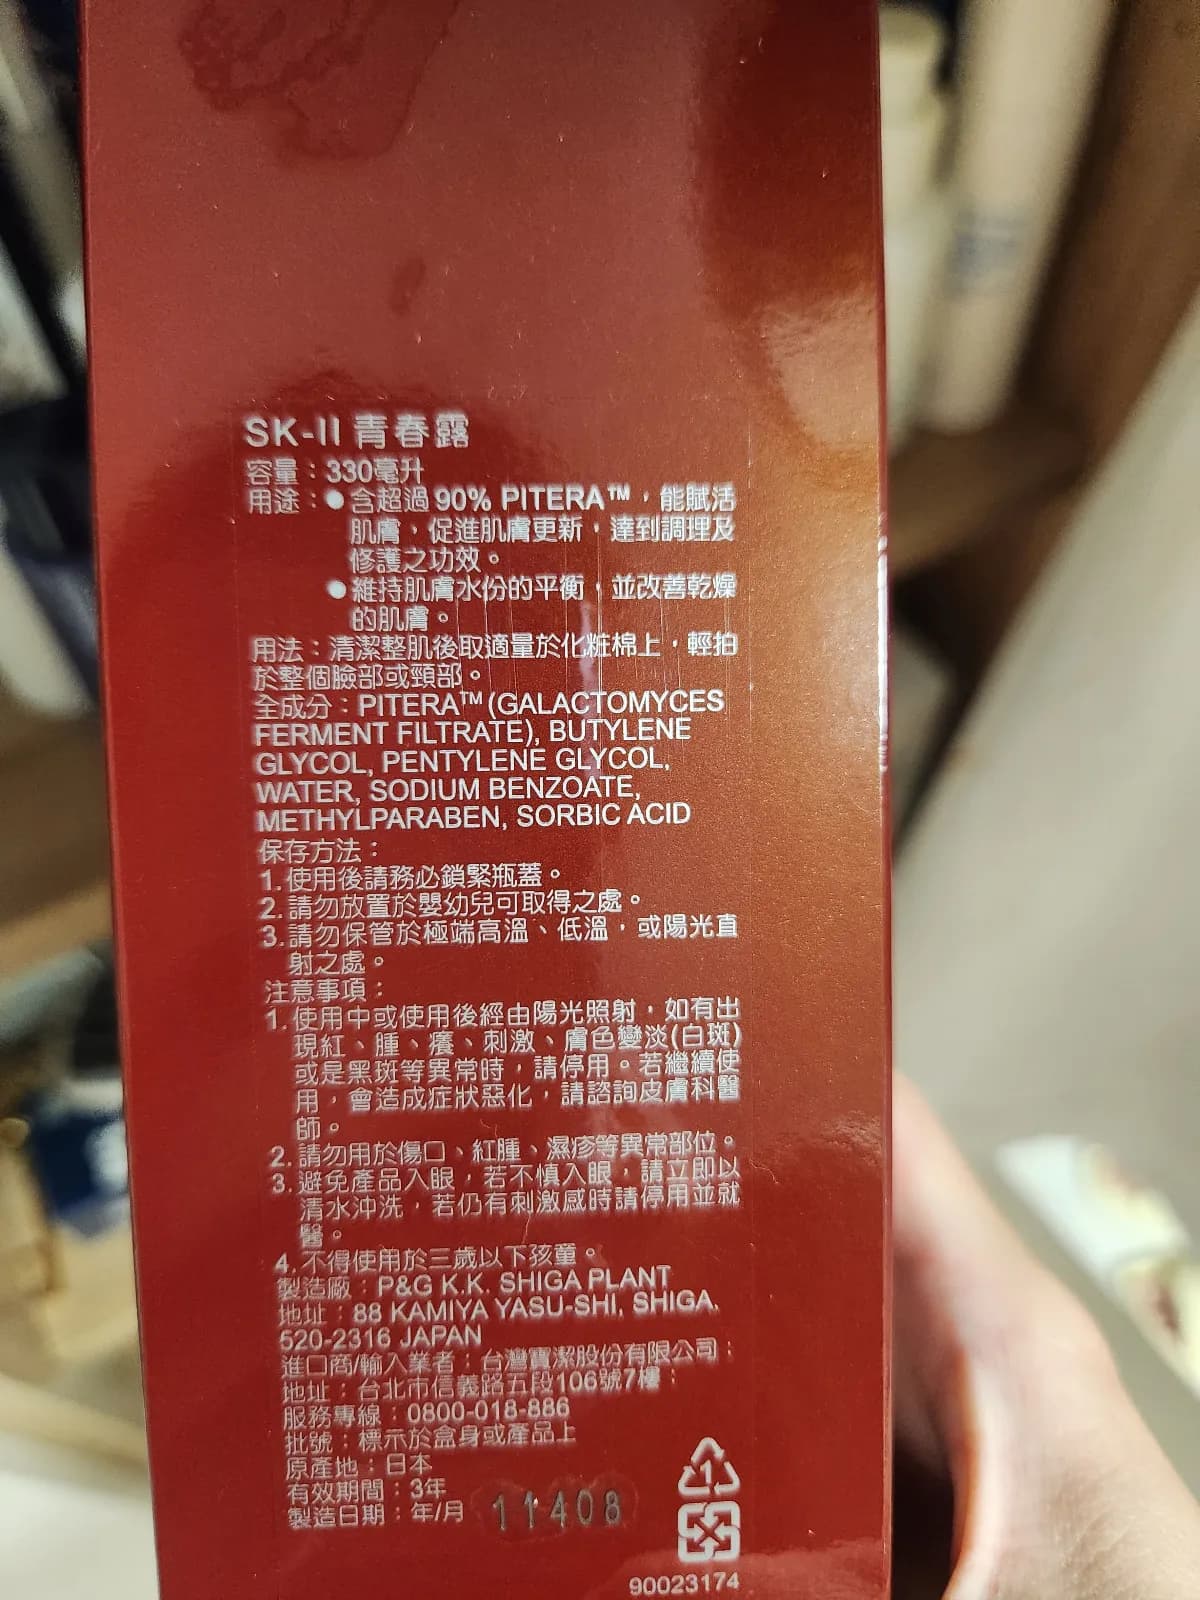 SK-II 青春露
容量：330毫升
用途：●含超過90% PITERA™，能賦活
肌膚，促進肌膚更新，達到調理及
修護之功效。
●維持肌膚水份的平衡，並改善乾燥
的肌膚。
用法：清潔整肌後取適量於化粧棉上，輕拍
於整個臉部或頸部。
全成分：PITERA™(GALACTOMYCES
FERMENT FILTRATE), BUTYLENE
GLYCOL, PENTYLENE GLYCOL,
WATER, SODIUM BENZOATE,
METHYLPARABEN, SORBIC ACID
保存方法：
1.使用後請務必鎖緊瓶蓋。
2.請勿放置於嬰幼兒可取得之處。
3.請勿保管於極端高溫、低溫，或陽光直
射之處。
注意事項：
1.使用中或使用後經由陽光照射，如有出
現紅、腫、癢、刺激、膚色變淡(白斑)
或是黑斑等異常時，請停用。若繼續使
用，會造成症狀惡化，請諮詢皮膚科醫
師。
2.請勿用於傷口、紅腫、濕疹等異常部位。
3.避免產品入眼，若不慎入眼，請立即以
清水沖洗，若仍有刺激感時請停用並就
醫。
4.不得使用於三歲以下孩童。
製造廠：P&G K.K. SHIGA PLANT
地址：88 KAMIYA YASU-SHI, SHIGA.
520-2316 JAPAN
進口商/輸入業者：台灣寶潔股份有限公司；
地址：台北市信義路五段106號7樓；
服務專線：0800-018-886
批號：標示於盒身或產品上
原產地：日本
有效期間：3年
製造日期：年/月 11408
1
90023174